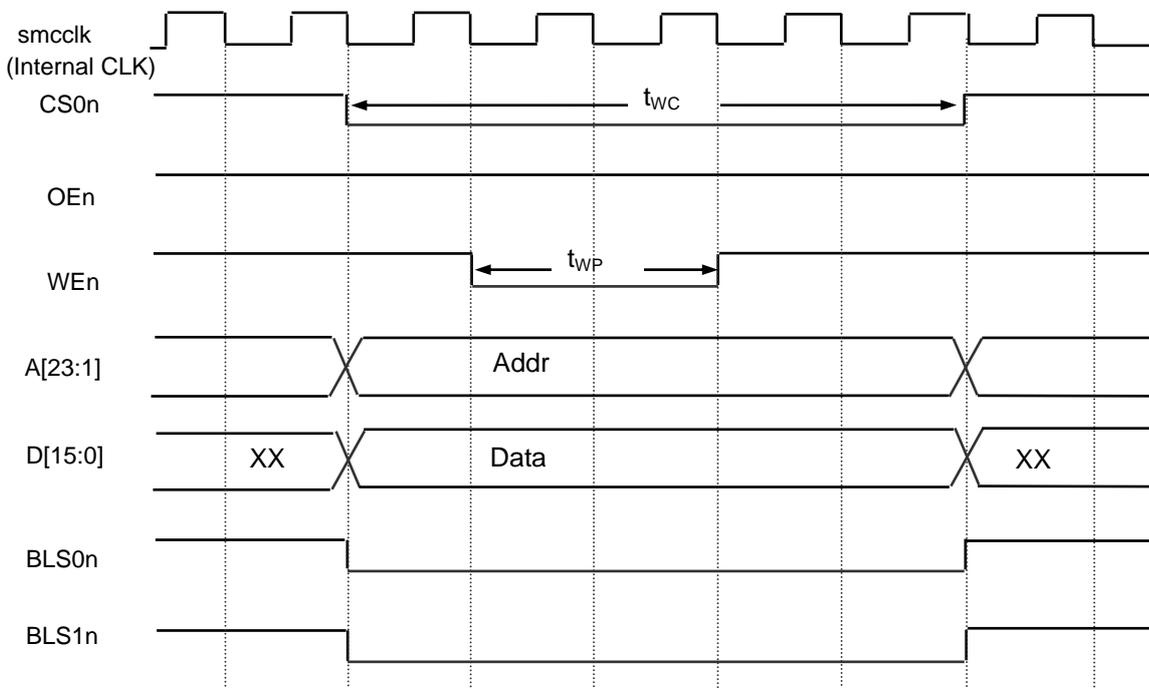 smcclk
(Internal CLK)
CS0n
tWC
OEn
WEn
tWP
A[23:1]
Addr
D[15:0]
XX
Data
XX
BLS0n
BLS1n